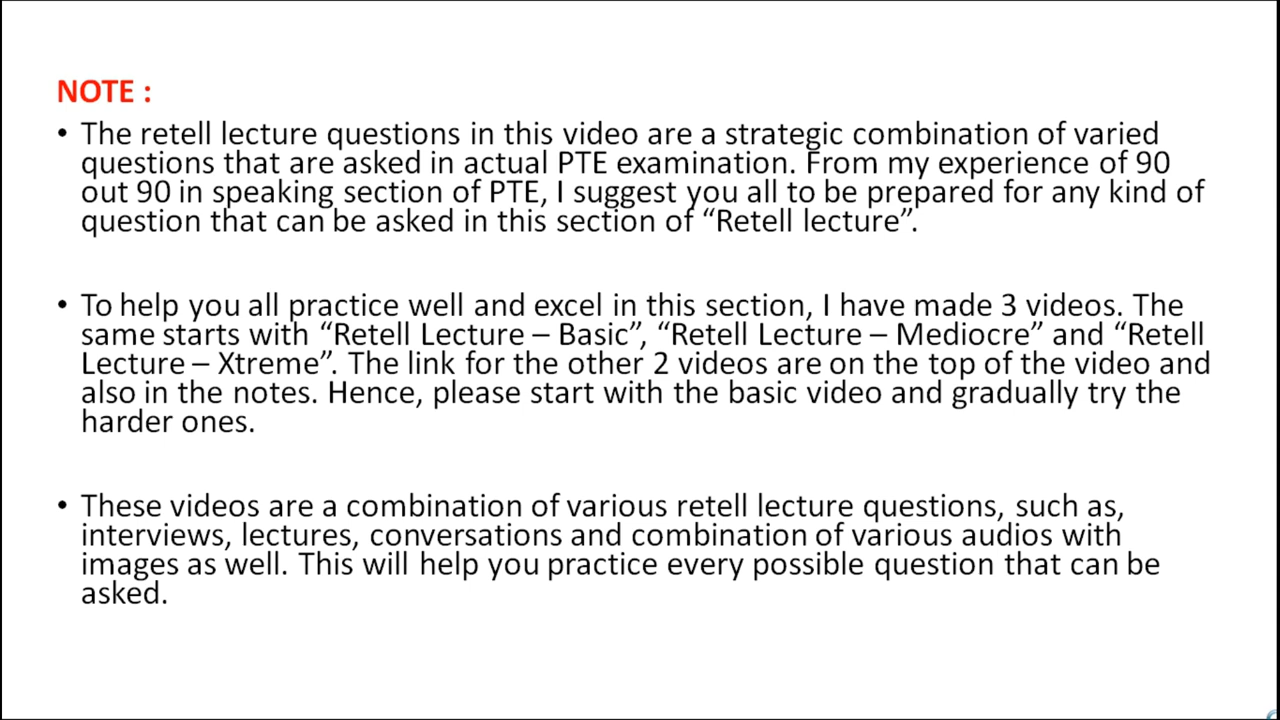 NOTE :
• The retell lecture questions in this video are a strategic combination of varied
questions that are asked in actual PTE examination. From my experience of 90
out 90 in speaking section of PTE, I suggest you all to be prepared for any kind of
question that can be asked in this section of “Retell lecture”.
• To help you all practice well and excel in this section, I have made 3 videos. The
same starts with “Retell Lecture – Basic”, “Retell Lecture – Mediocre” and “Retell
Lecture – Xtreme”. The link for the other 2 videos are on the top of the video and
also in the notes. Hence, please start with the basic video and gradually try the
harder ones.
• These videos are a combination of various retell lecture questions, such as,
interviews, lectures, conversations and combination of various audios with
images as well. This will help you practice every possible question that can be
asked.